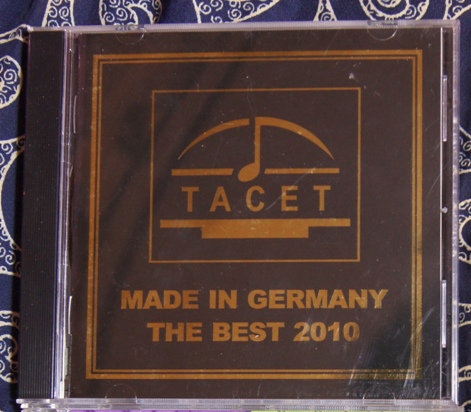 TACET
MADE IN GERMANY
THE BEST 2010